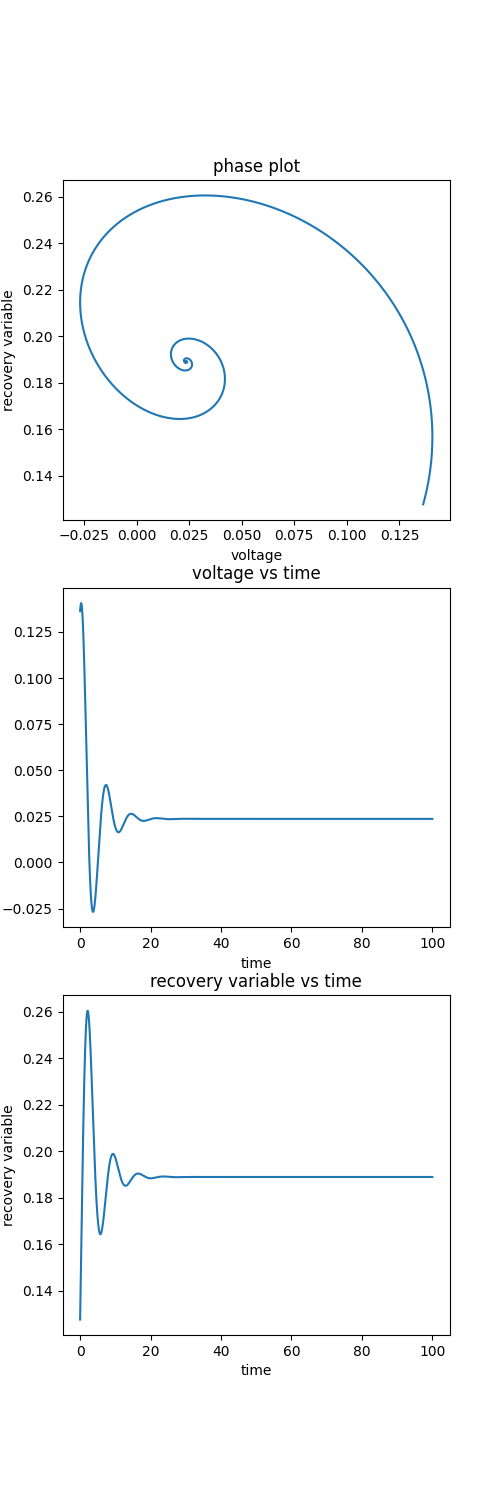 phase plot
0.26
0.24
0.22
0.20
0.18
0.16
0.14
recovery variable
−0.025 0.000 0.025 0.050 0.075 0.100 0.125
voltage
voltage vs time
0.125
0.100
0.075
0.050
0.025
0.000
−0.025
0 20 40 60 80 100
time
recovery variable vs time
0.26
0.24
0.22
0.20
0.18
0.16
0.14
recovery variable
0 20 40 60 80 100
time